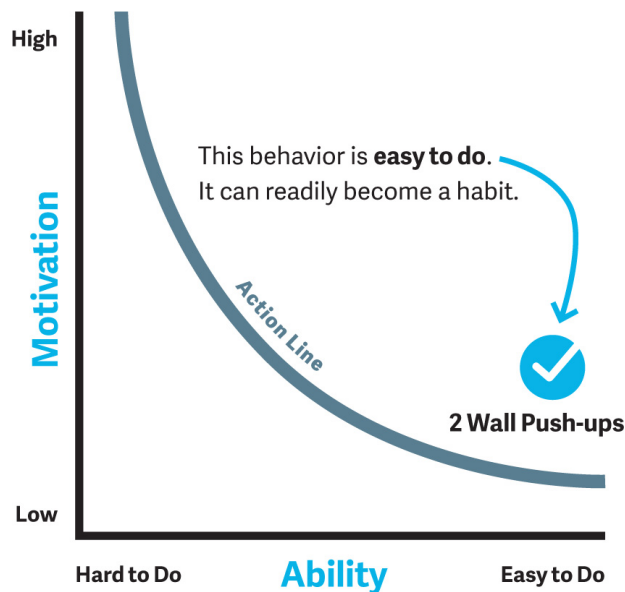 High
This behavior is easy to do.
It can readily become a habit.
Motivation
Action Line
2 Wall Push-ups
Low
Hard to Do
Ability
Easy to Do